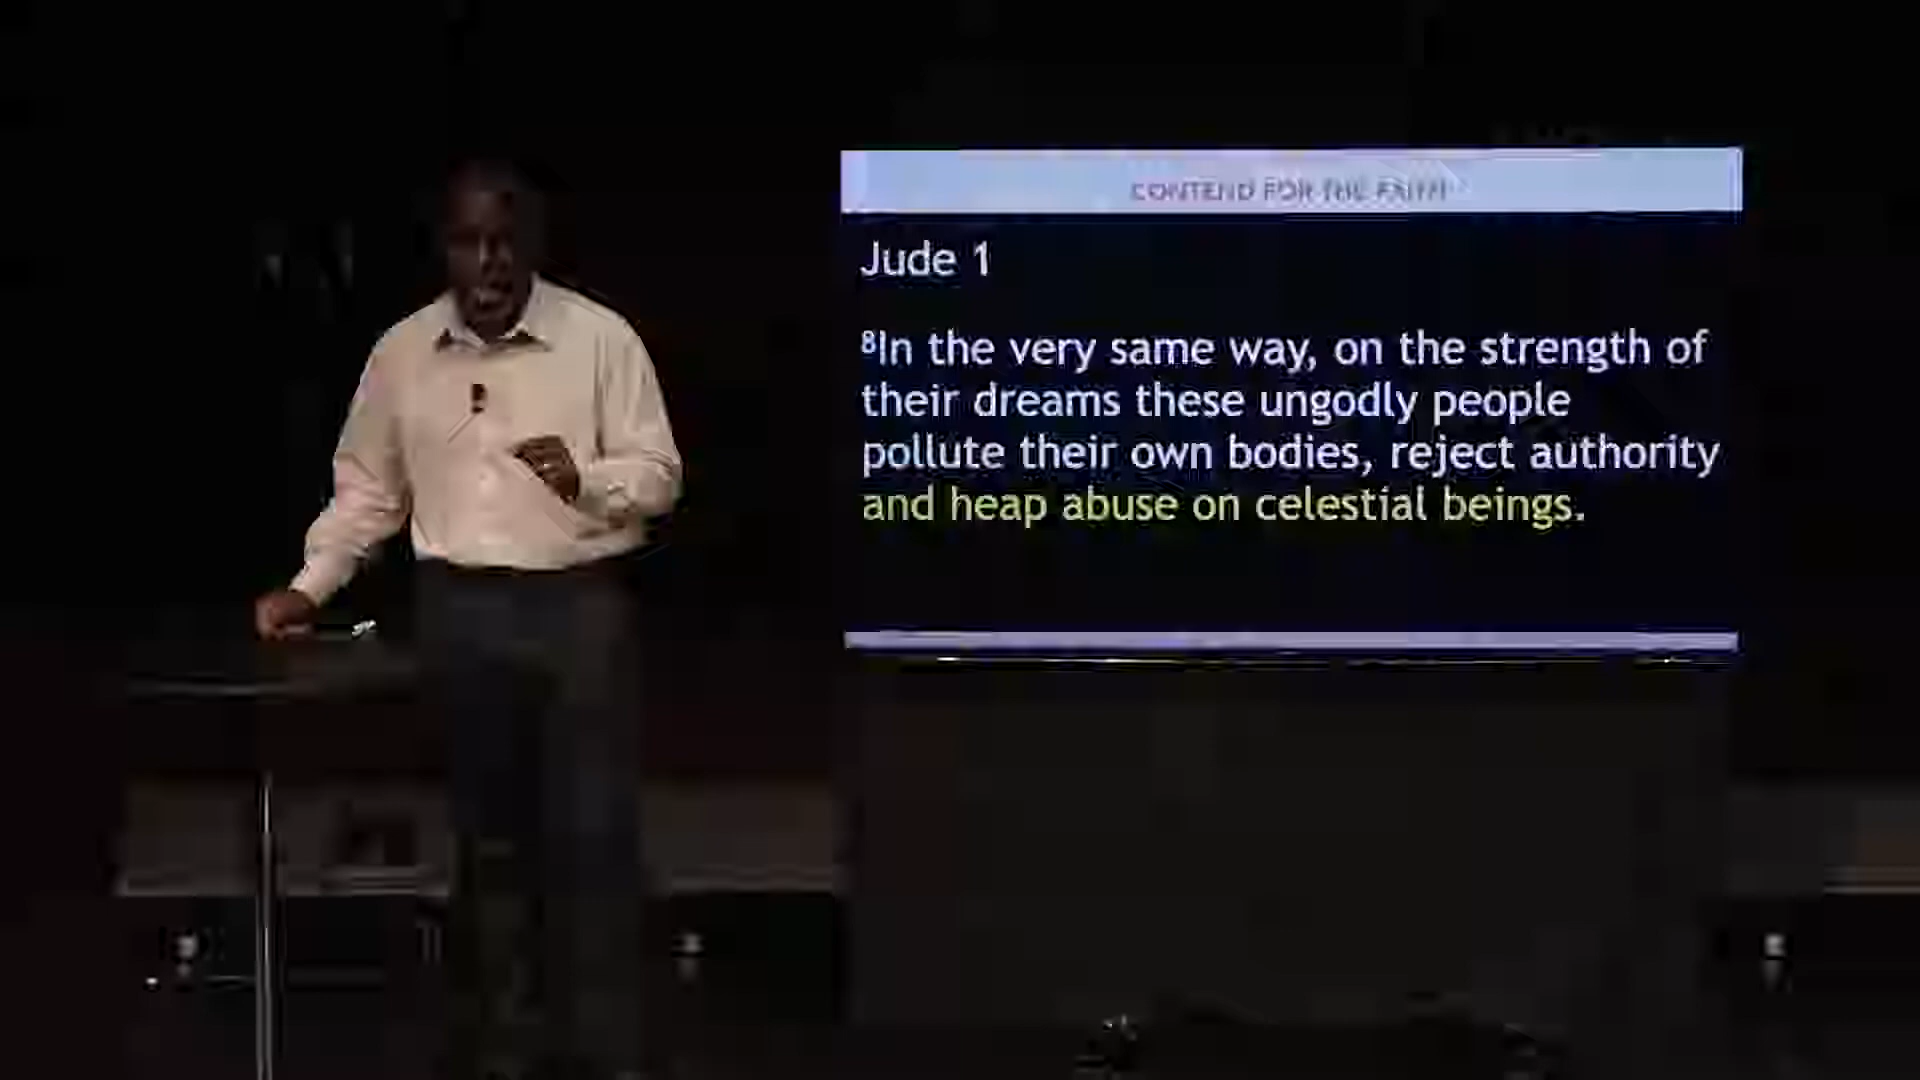 CONTEND FOR THE FAITH
Jude 1
⁸In the very same way, on the strength of
their dreams these ungodly people
pollute their own bodies, reject authority
and heap abuse on celestial beings.